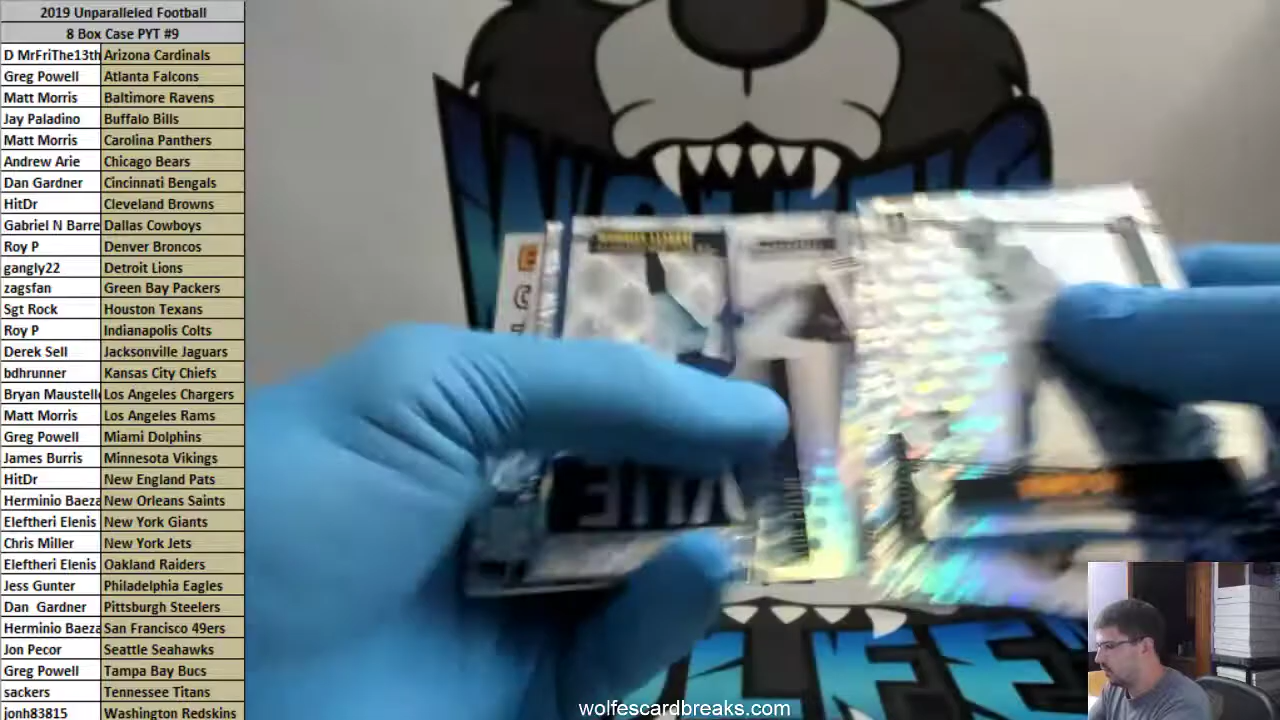 2019 Unparalleled Football
8 Box Case PYT #9
D MrFriThe13th Arizona Cardinals
Greg Powell Atlanta Falcons
Matt Morris Baltimore Ravens
Jay Paladino Buffalo Bills
Matt Morris Carolina Panthers
Andrew Arie Chicago Bears
Dan Gardner Cincinnati Bengals
HitDr Cleveland Browns
Gabriel N Barre Dallas Cowboys
Roy P Denver Broncos
gangly22 Detroit Lions
zagsfan Green Bay Packers
Sgt Rock Houston Texans
Roy P Indianapolis Colts
Derek Sell Jacksonville Jaguars
bdhrunner Kansas City Chiefs
Bryan Maustelle Los Angeles Chargers
Matt Morris Los Angeles Rams
Greg Powell Miami Dolphins
James Burris Minnesota Vikings
HitDr New England Pats
Herminio Baeza New Orleans Saints
Eleftheri Elenis New York Giants
Chris Miller New York Jets
Eleftheri Elenis Oakland Raiders
Jess Gunter Philadelphia Eagles
Dan Gardner Pittsburgh Steelers
Herminio Baeza San Francisco 49ers
Jon Pecor Seattle Seahawks
Greg Powell Tampa Bay Bucs
sackers Tennessee Titans
jonh83815 Washington Redskins
wolfescardbreaks.com